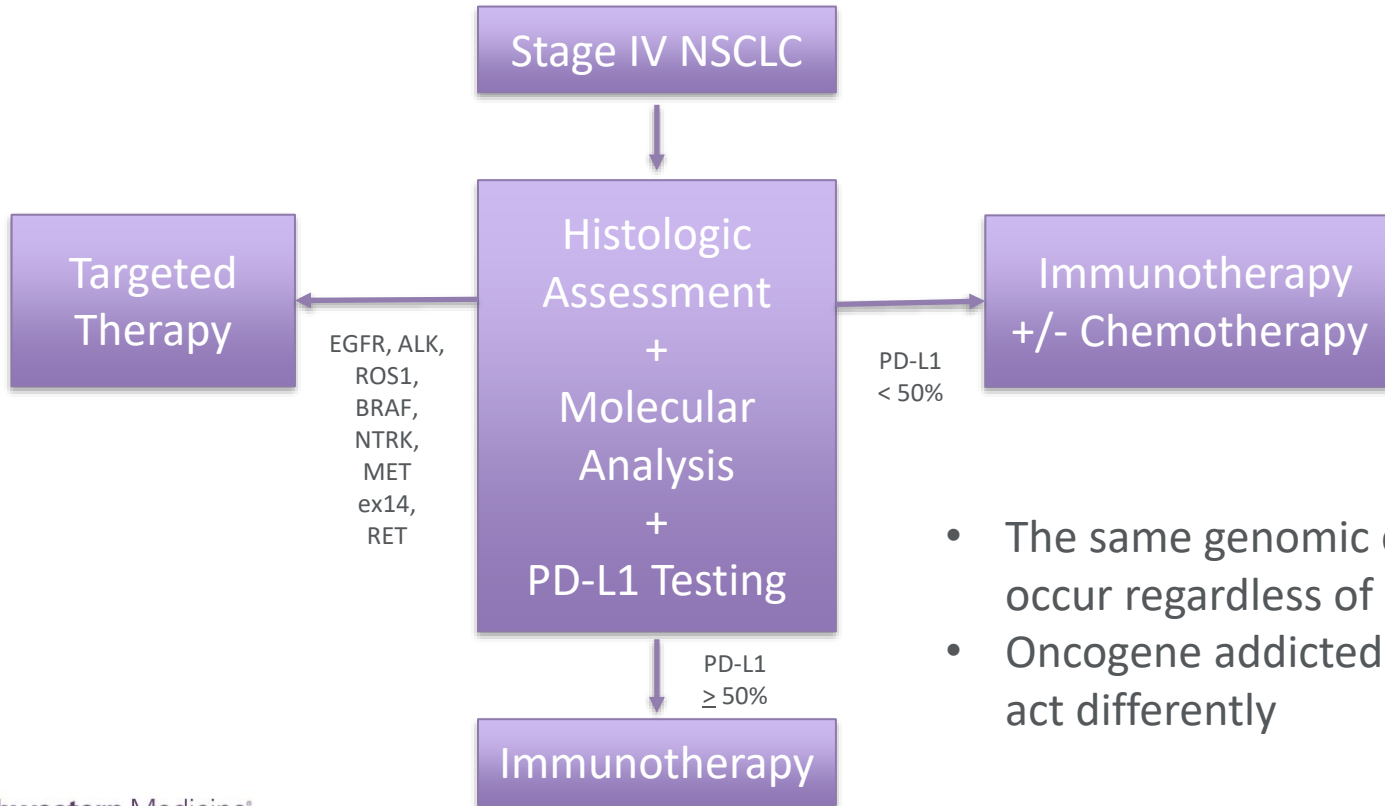 Stage IV NSCLC
Histologic
Assessment
+
Molecular
Analysis
+
PD-L1 Testing
Targeted
Therapy
EGFR, ALK,
ROS1,
BRAF,
NTRK,
MET
ex14,
RET
PD-L1
< 50%
Immunotherapy
+/- Chemotherapy
PD-L1
≥ 50%
Immunotherapy
• The same genomic
occur regardless of
• Oncogene addicted
act differently
Medicine